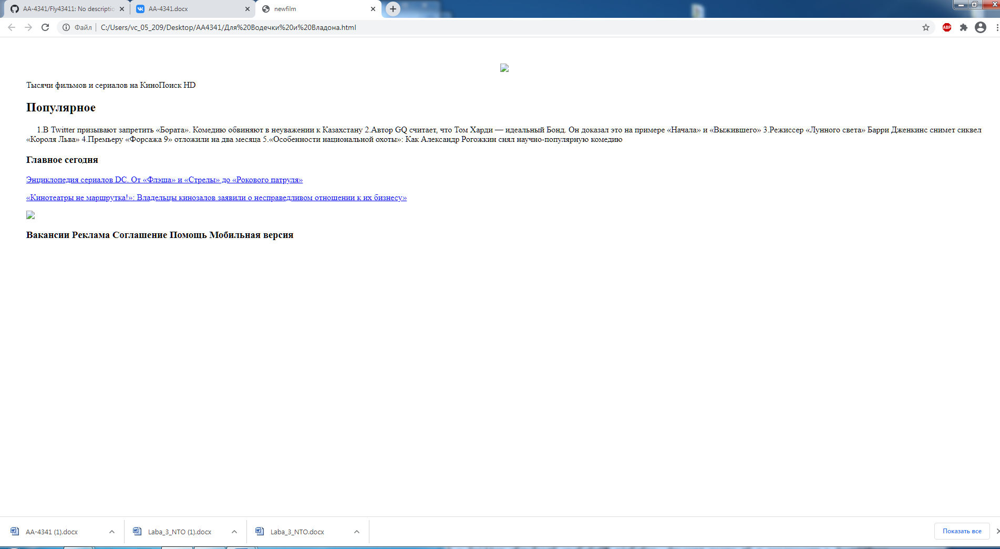 AA-4341/Fly43411: No descriptio
AA-4341.docx
newfilm
Файл
C:/Users/vc_05_209/Desktop/AA4341/Для%20Водечки%20и%20Владона.html
ABP
Тысячи фильмов и сериалов на КиноПоиск HD
Популярное
1.В Twitter призывают запретить «Бората». Комедию обвиняют в неуважении к Казахстану 2.Автор GQ считает, что Том Харди — идеальный Бонд. Он доказал это на примере «Начала» и «Выжившего» 3.Режиссер «Лунного света» Барри Дженкинс снимет сиквел
«Короля Льва» 4.Премьеру «Форсажа 9» отложили на два месяца 5.«Особенности национальной охоты»: Как Александр Рогожкин снял научно-популярную комедию
Главное сегодня
Энциклопедия сериалов DC. От «Флэша» и «Стрелы» до «Рокового патруля»
«Кинотеатры не маршрутка!»: Владельцы кинозалов заявили о несправедливом отношении к их бизнесу»
Вакансии Реклама Соглашение Помощь Мобильная версия
AA-4341 (1).docx
Laba_3_NTO (1).docx
Laba_3_NTO.docx
Показать все